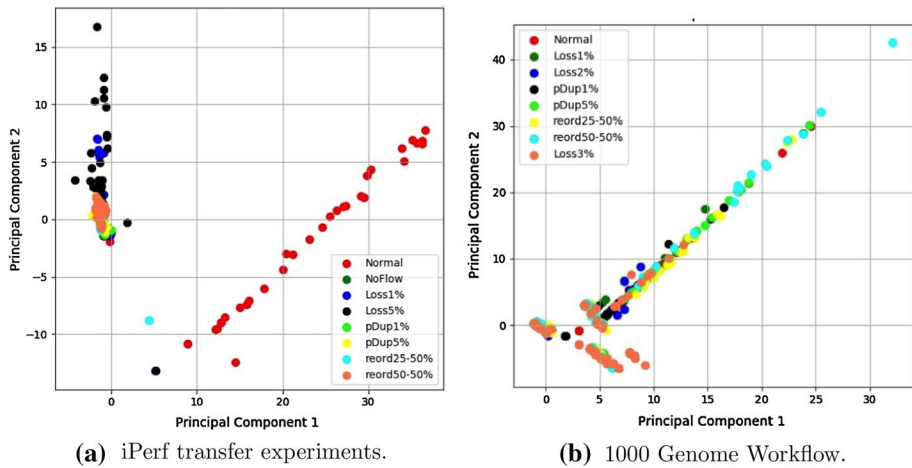 15
10
5
0
−5
−10
Principal Component 2
Normal
NoFlow
Loss1%
Loss5%
pDup1%
pDup5%
reord25-50%
reord50-50%
0
10
20
30
Principal Component 1
(a) iPerf transfer experiments.
40
30
20
10
0
Principal Component 2
Normal
Loss1%
Loss2%
pDup1%
pDup5%
reord25-50%
reord50-50%
Loss3%
0
5
10
15
20
25
30
Principal Component 1
(b) 1000 Genome Workflow.